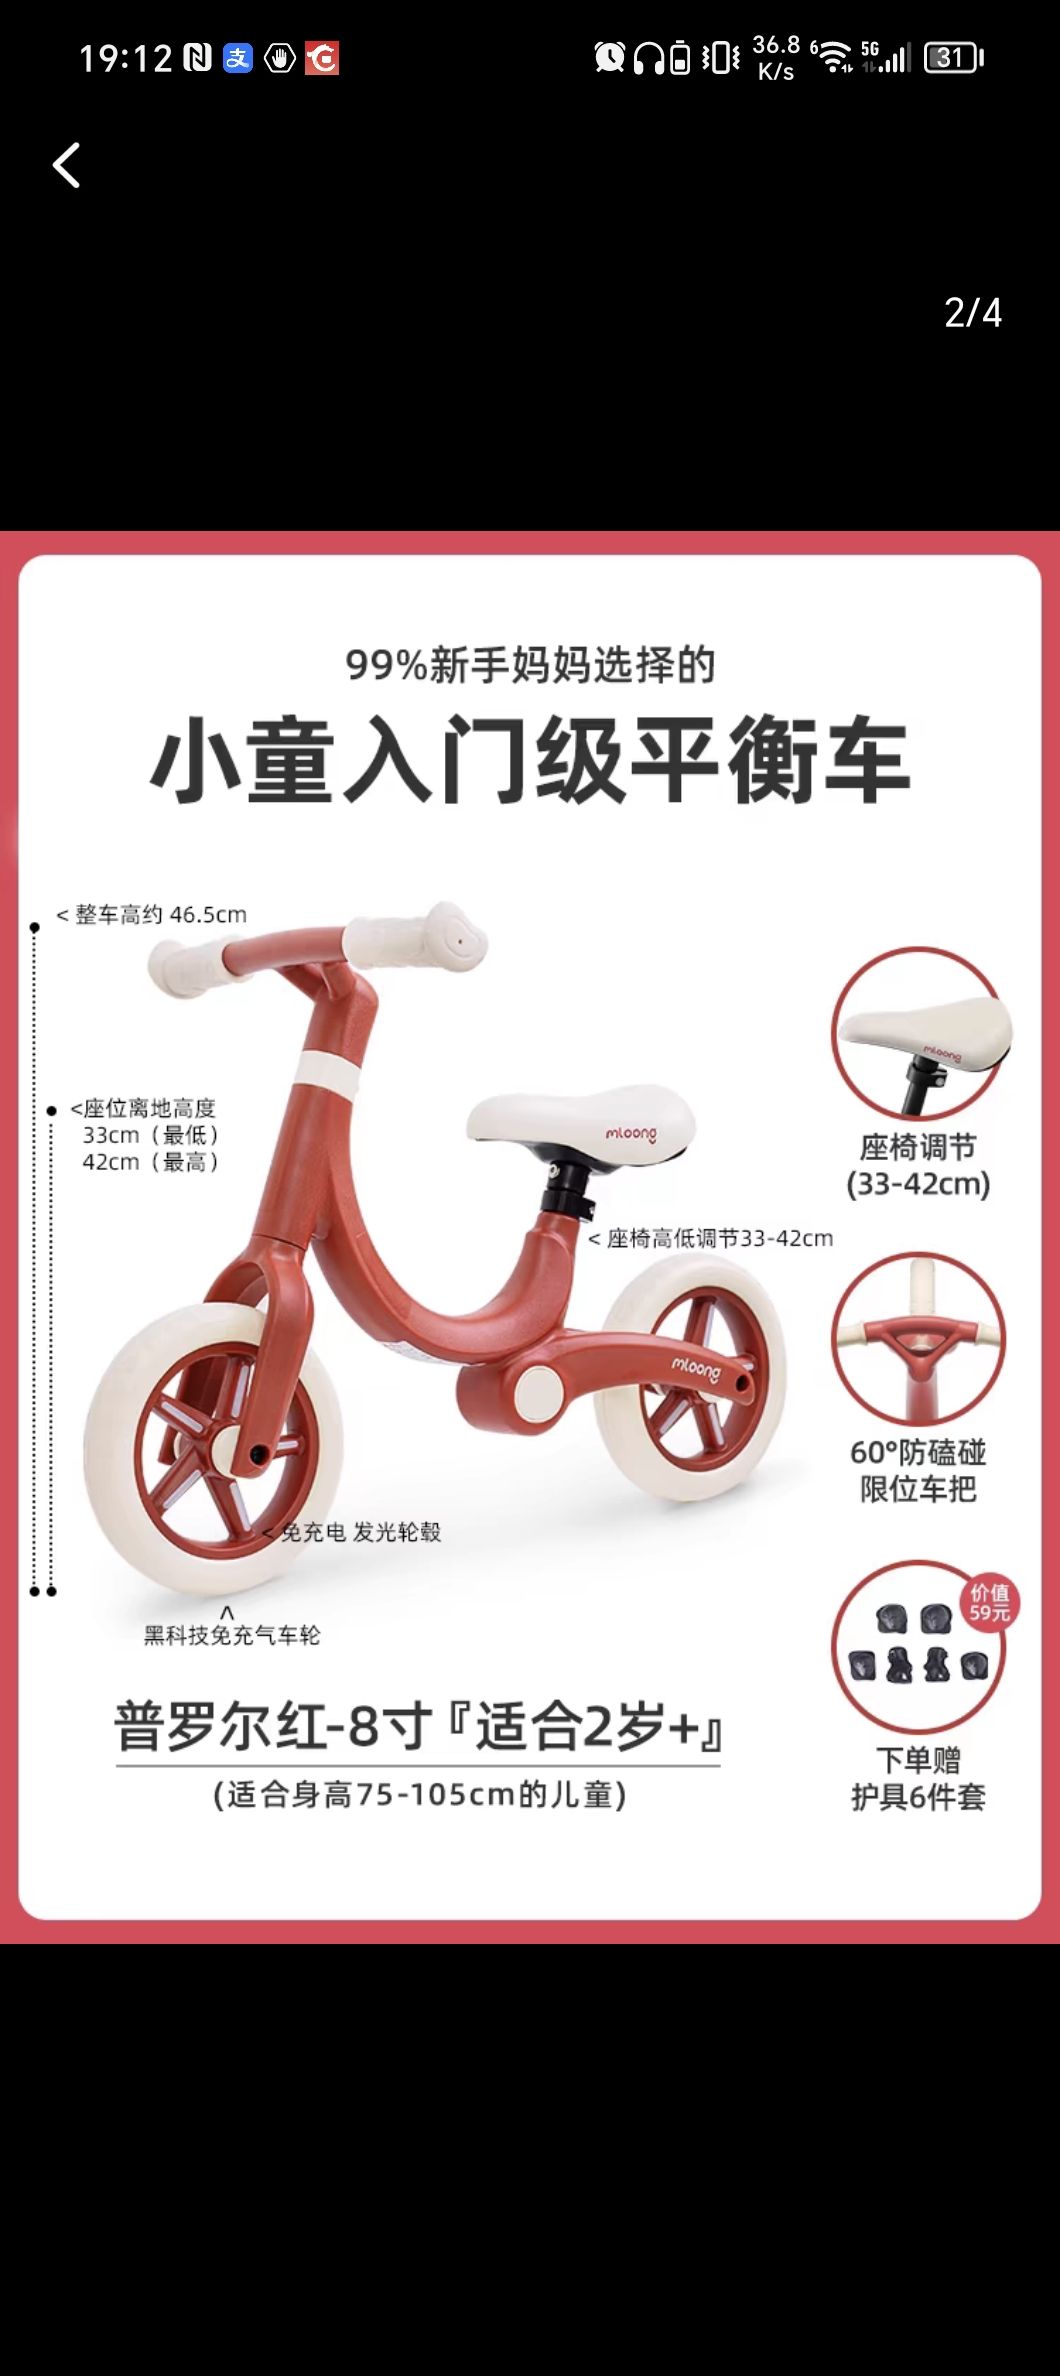 19:12
36.8
K/s
6
5G
31
2/4
99%新手妈妈选择的
小童入门级平衡车
< 整车高约 46.5cm
<座位离地高度
33cm（最低）
42cm（最高）
mloong
< 座椅高低调节33-42cm
mloong
< 免充电 发光轮毂
^
黑科技免充气车轮
mloong
座椅调节
(33-42cm)
60°防磕碰
限位车把
价值
59元
下单赠
护具6件套
普罗尔红-8寸『适合2岁+』
(适合身高75-105cm的儿童)